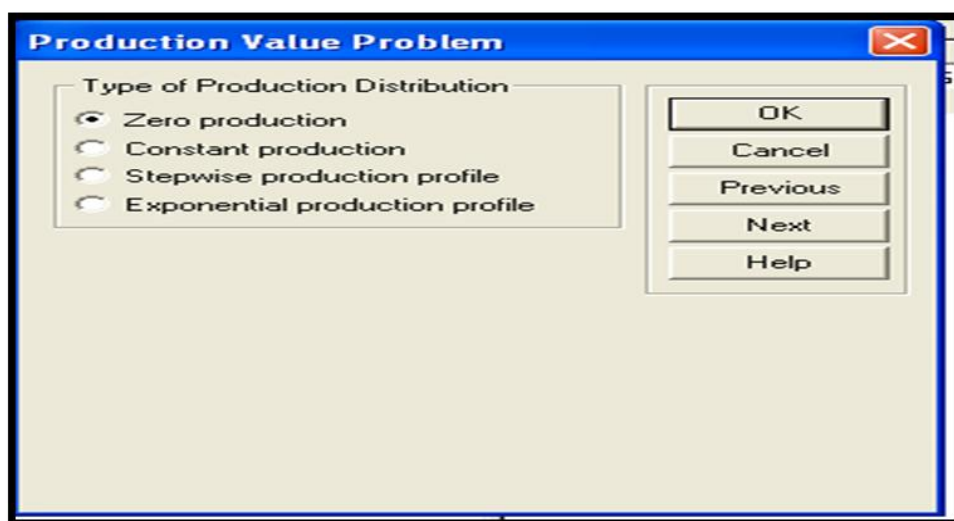 Production Value Problem
Type of Production Distribution
Zero production
Constant production
Stepwise production profile
Exponential production profile
OK
Cancel
Previous
Next
Help